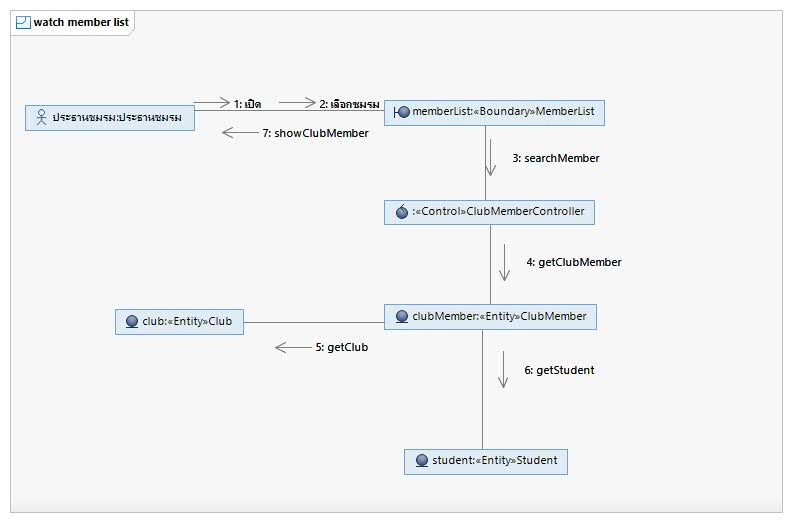 watch member list
1: เปิด
2: เลือกชมรม
ประธานชมรม:ประธานชมรม
memberList:«Boundary»MemberList
7: showClubMember
3: searchMember
:«Control»ClubMemberController
4: getClubMember
club:«Entity»Club
clubMember:«Entity»ClubMember
5: getClub
6: getStudent
student:«Entity»Student